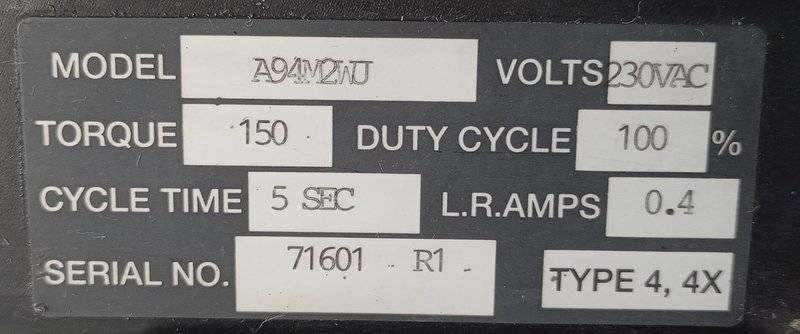 MODEL A94M2WJ VOLTS 230VAC
TORQUE 150 DUTY CYCLE 100 %
CYCLE TIME 5 SEC L.R.AMPS 0.4
SERIAL NO. 71601 R1 TYPE 4, 4X